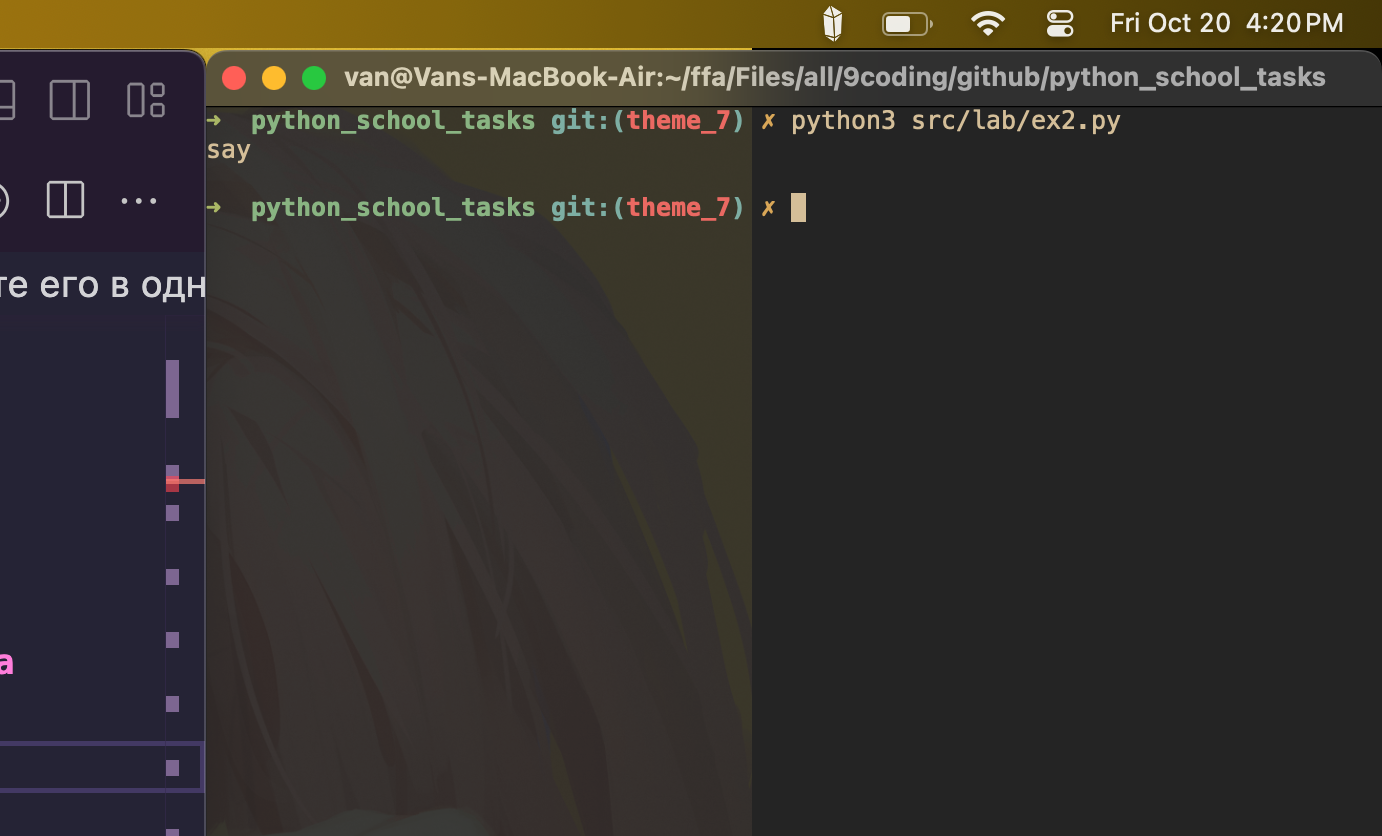 Fri Oct 20 4:20 PM
van@Vans-MacBook-Air:~/ffa/Files/all/9coding/github/python_school_tasks
➜ python_school_tasks git:(theme_7) ✗ python3 src/lab/ex2.py
say
➜ python_school_tasks git:(theme_7) ✗
те его в одн
а